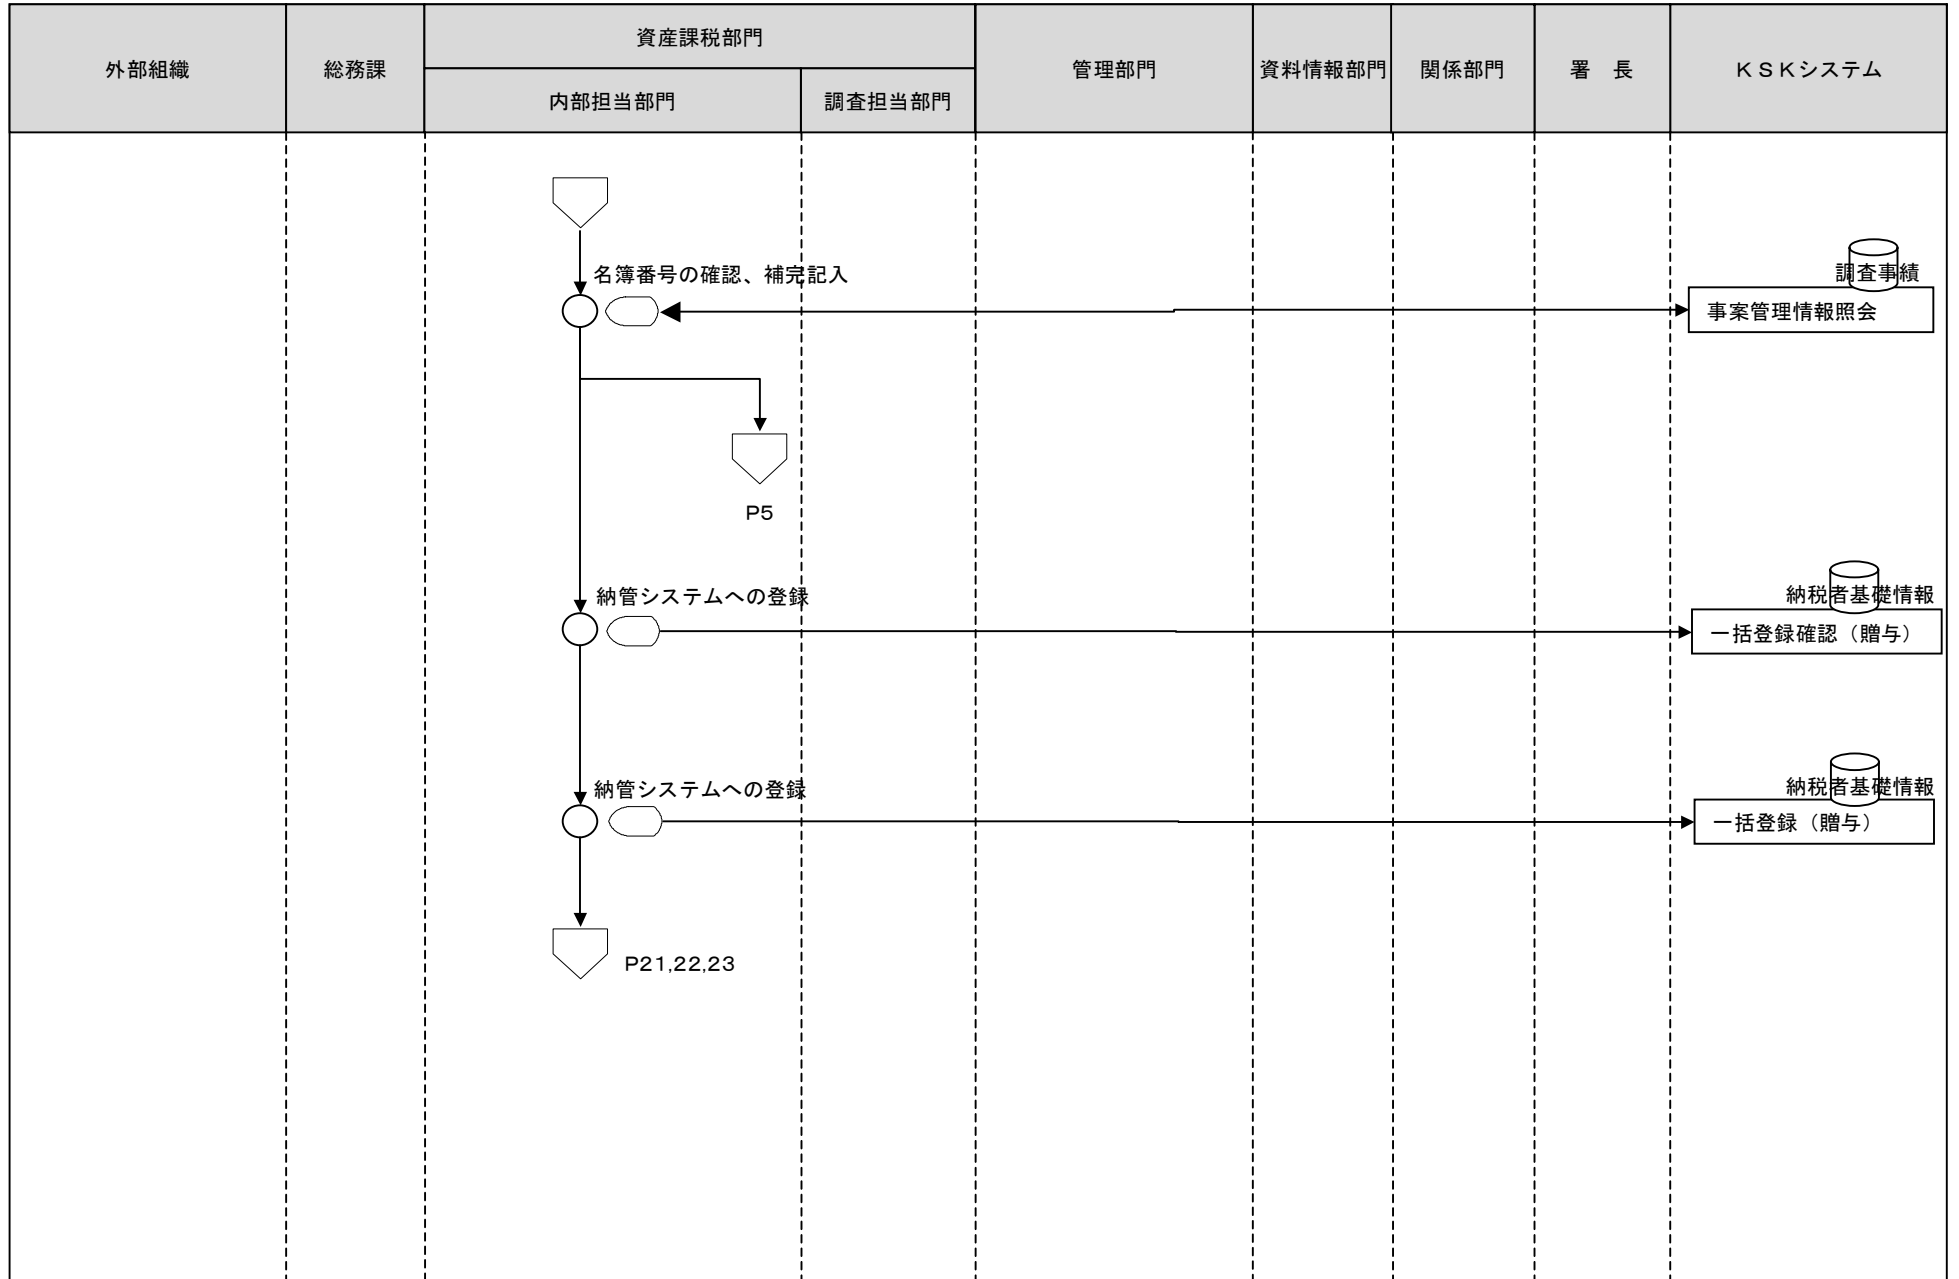 外部組織
総務課
資産課税部門
内部担当部門
調査担当部門
管理部門
資料情報部門
関係部門
署　長
ＫＳＫシステム
名簿番号の確認、補完記入
調査事績
事案管理情報照会
P5
納管システムへの登録
納税者基礎情報
一括登録確認（贈与）
納管システムへの登録
納税者基礎情報
一括登録（贈与）
P21,22,23